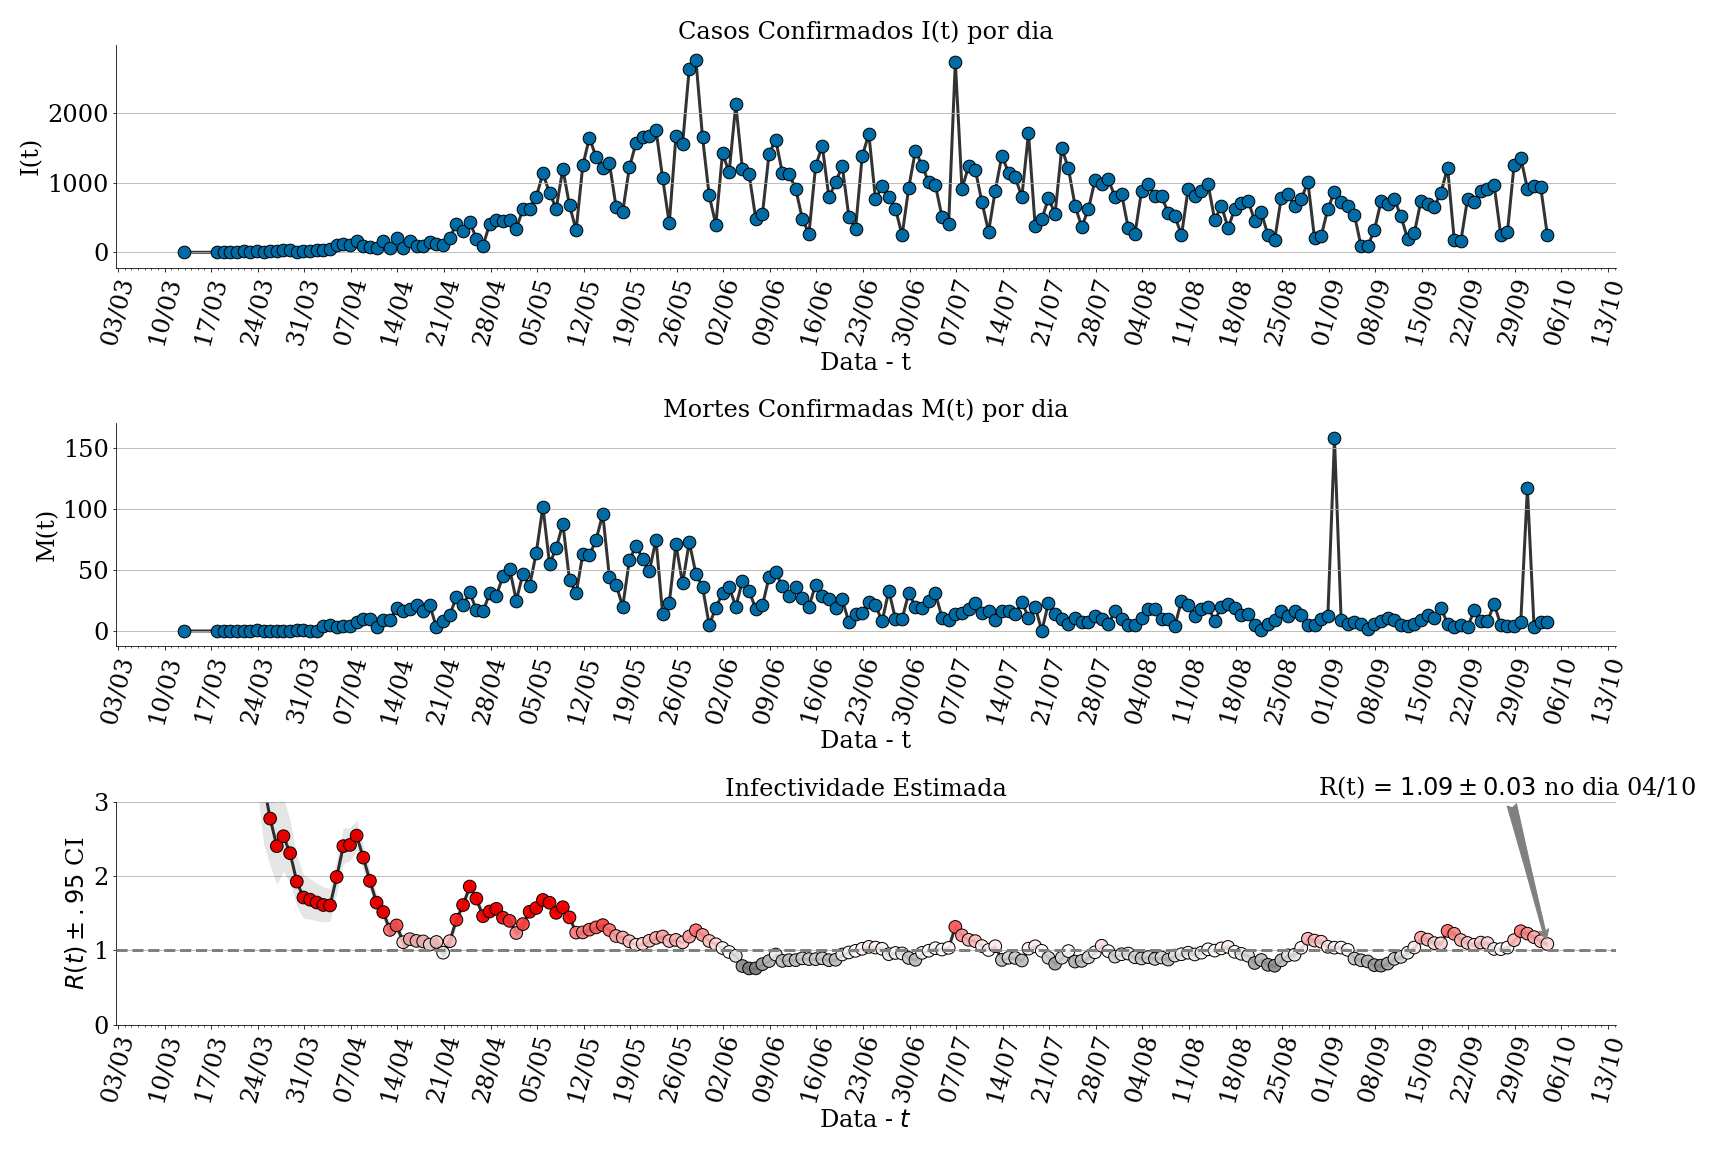 Casos Confirmados I(t) por dia
I(t)
2000
1000
0
03/03 10/03 17/03 24/03 31/03 07/04 14/04 21/04 28/04 05/05 12/05 19/05 26/05 02/06 09/06 16/06 23/06 30/06 07/07 14/07 21/07 28/07 04/08 11/08 18/08 25/08 01/09 08/09 15/09 22/09 29/09 06/10 13/10
Data - t
Mortes Confirmadas M(t) por dia
M(t)
150
100
50
0
03/03 10/03 17/03 24/03 31/03 07/04 14/04 21/04 28/04 05/05 12/05 19/05 26/05 02/06 09/06 16/06 23/06 30/06 07/07 14/07 21/07 28/07 04/08 11/08 18/08 25/08 01/09 08/09 15/09 22/09 29/09 06/10 13/10
Data - t
Infectividade Estimada
R(t) = 1.09 ± 0.03 no dia 04/10
R(t) ± .95 CI
3
2
1
0
03/03 10/03 17/03 24/03 31/03 07/04 14/04 21/04 28/04 05/05 12/05 19/05 26/05 02/06 09/06 16/06 23/06 30/06 07/07 14/07 21/07 28/07 04/08 11/08 18/08 25/08 01/09 08/09 15/09 22/09 29/09 06/10 13/10
Data - t